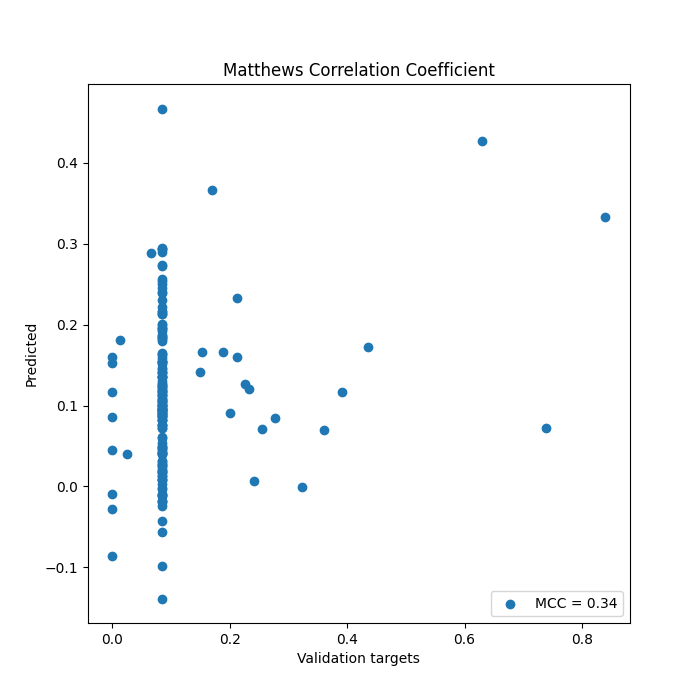 Matthews Correlation Coefficient
Predicted
0.4
0.3
0.2
0.1
0.0
−0.1
MCC = 0.34
0.0 0.2 0.4 0.6 0.8
Validation targets